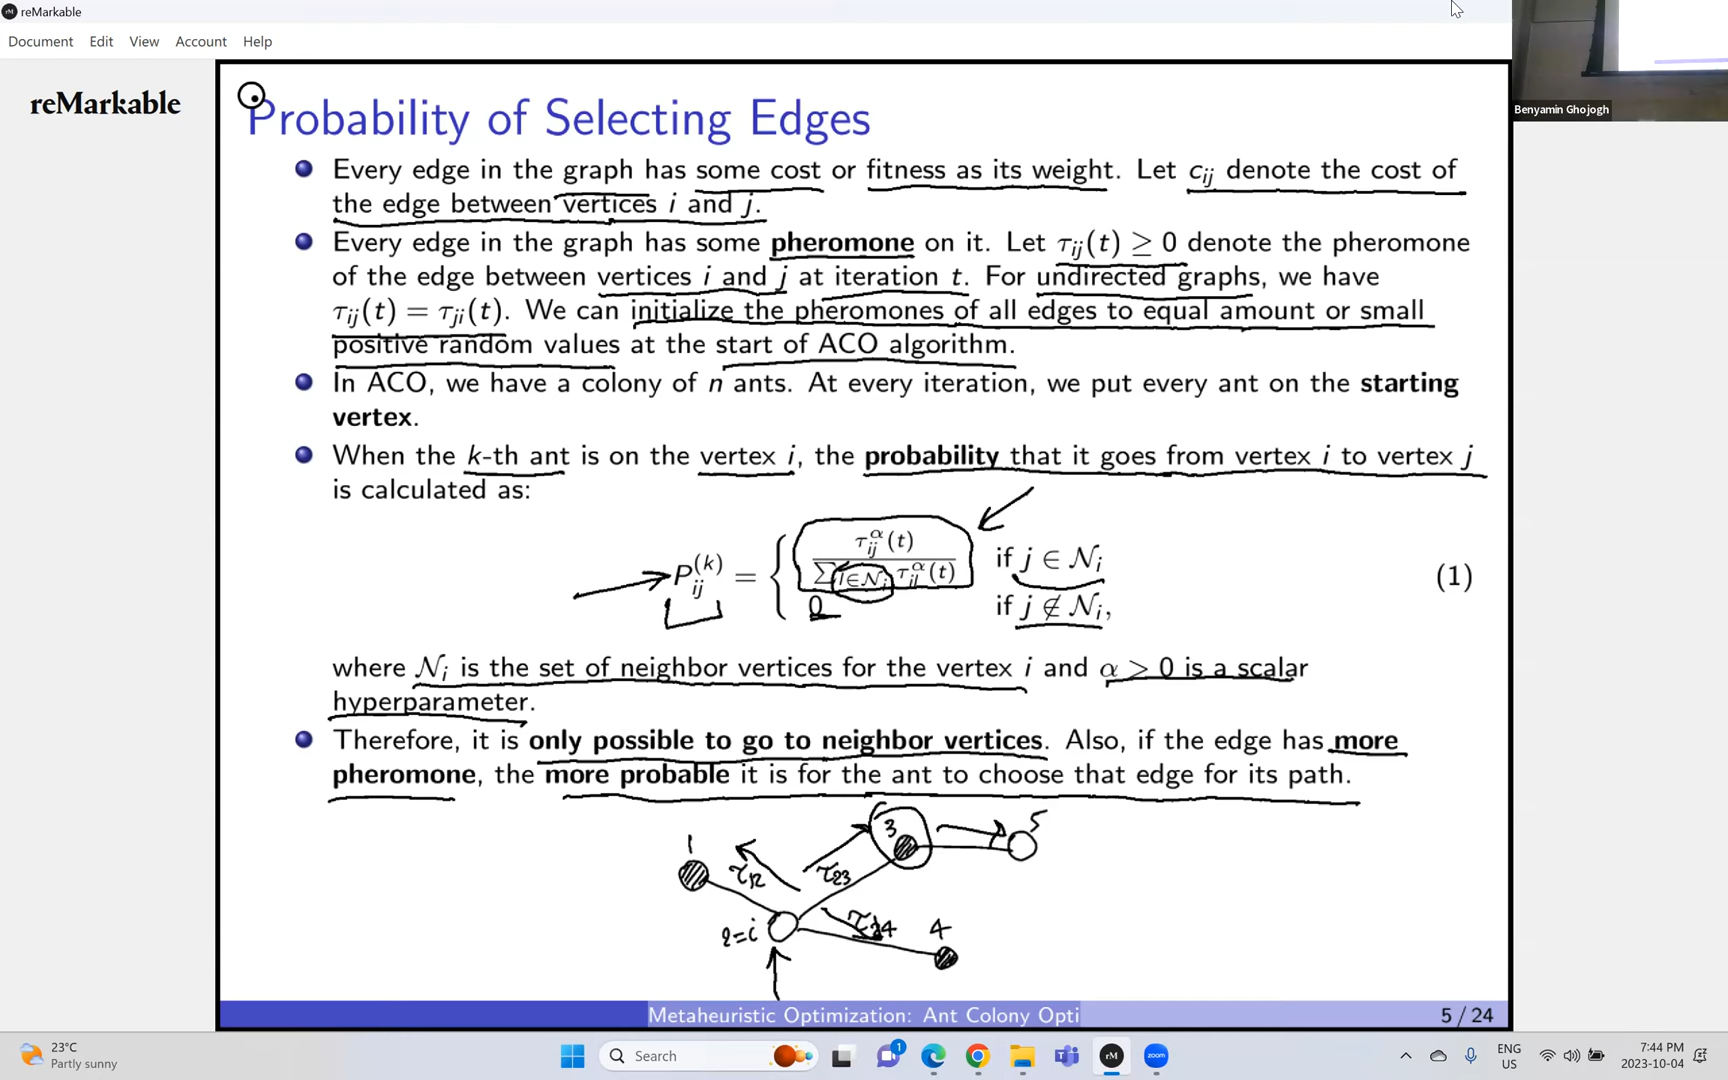 reMarkable
Document Edit View Account Help
reMarkable
Benyamin Ghojogh
Probability of Selecting Edges
Every edge in the graph has some cost or fitness as its weight. Let c_ij denote the cost of
the edge between vertices i and j.
Every edge in the graph has some pheromone on it. Let τ_ij(t) ≥ 0 denote the pheromone
of the edge between vertices i and j at iteration t. For undirected graphs, we have
τ_ij(t) = τ_ji(t). We can initialize the pheromones of all edges to equal amount or small
positive random values at the start of ACO algorithm.
In ACO, we have a colony of n ants. At every iteration, we put every ant on the starting
vertex.
When the k-th ant is on the vertex i, the probability that it goes from vertex i to vertex j
is calculated as:
P_ij^(k) = { τ_ij^α(t) / ∑_{l∈N_i} τ_il^α(t) if j ∈ N_i (1)
0 if j ∉ N_i,
where N_i is the set of neighbor vertices for the vertex i and α > 0 is a scalar
hyperparameter.
Therefore, it is only possible to go to neighbor vertices. Also, if the edge has more
pheromone, the more probable it is for the ant to choose that edge for its path.
1 3 5
τ12 τ23
2=i τ24 4
Metaheuristic Optimization: Ant Colony Opti 5 / 24
23°C
Partly sunny
Search
1
rM
zoom
ENG
US
7:44 PM
2023-10-04